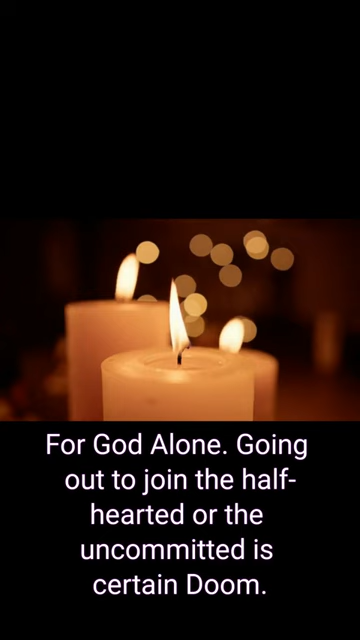 For God Alone. Going
out to join the half-
hearted or the
uncommitted is
certain Doom.